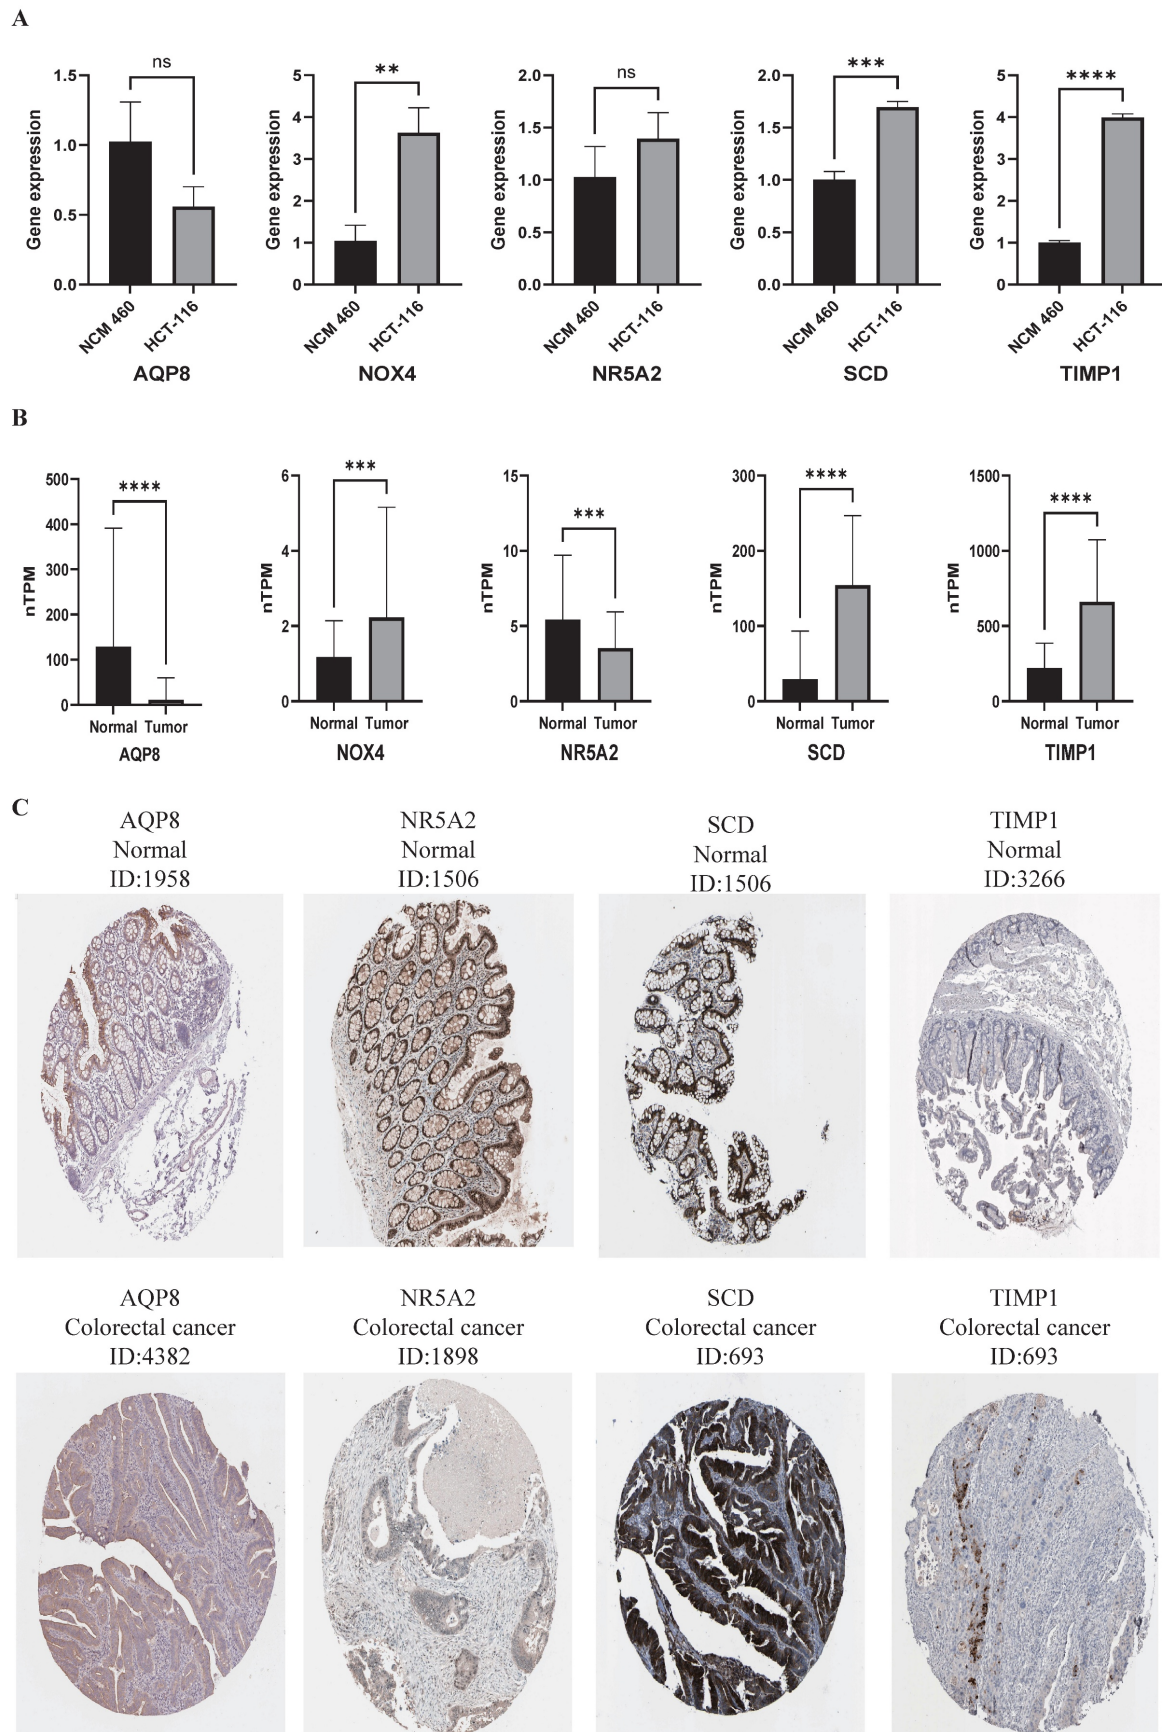 A
ns
1.5
1.0
0.5
0.0
Gene expression
NCM 460
HCT-116
AQP8
**
5
4
3
2
1
0
Gene expression
NCM 460
HCT-116
NOX4
ns
2.0
1.5
1.0
0.5
0.0
Gene expression
NCM 460
HCT-116
NR5A2
***
2.0
1.5
1.0
0.5
0.0
Gene expression
NCM 460
HCT-116
SCD
****
5
4
3
2
1
0
Gene expression
NCM 460
HCT-116
TIMP1
B
****
500
400
300
200
100
0
nTPM
Normal Tumor
AQP8
***
6
4
2
0
nTPM
Normal Tumor
NOX4
***
15
10
5
0
nTPM
Normal Tumor
NR5A2
****
300
200
100
0
nTPM
Normal Tumor
SCD
****
1500
1000
500
0
nTPM
Normal Tumor
TIMP1
C
AQP8
Normal
ID:1958
NR5A2
Normal
ID:1506
SCD
Normal
ID:1506
TIMP1
Normal
ID:3266
AQP8
Colorectal cancer
ID:4382
NR5A2
Colorectal cancer
ID:1898
SCD
Colorectal cancer
ID:693
TIMP1
Colorectal cancer
ID:693